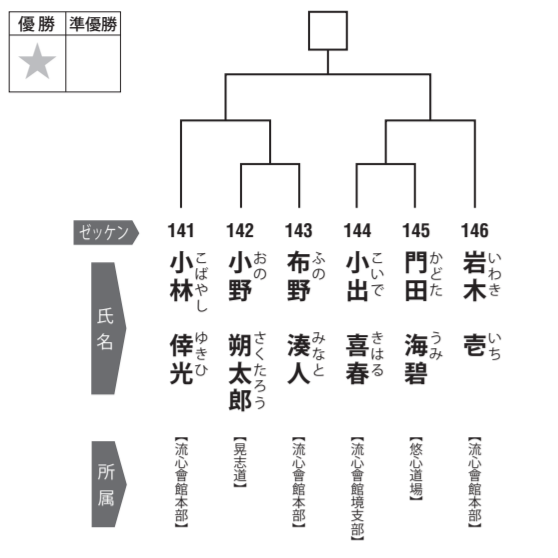 優勝 準優勝
ゼッケン
141 142 143 144 145 146
氏名
小林 倖光
こばやし ゆきひ
小野 朔太郎
おの さくたろう
布野 湊人
ふの みなと
小出 喜春
こいで きはる
門田 海碧
かどた うみ
岩木 壱
いわき いち
所属
【流心會館本部】
【晃志道】
【流心會館本部】
【流心會館境支部】
【悠心道場】
【流心會館本部】